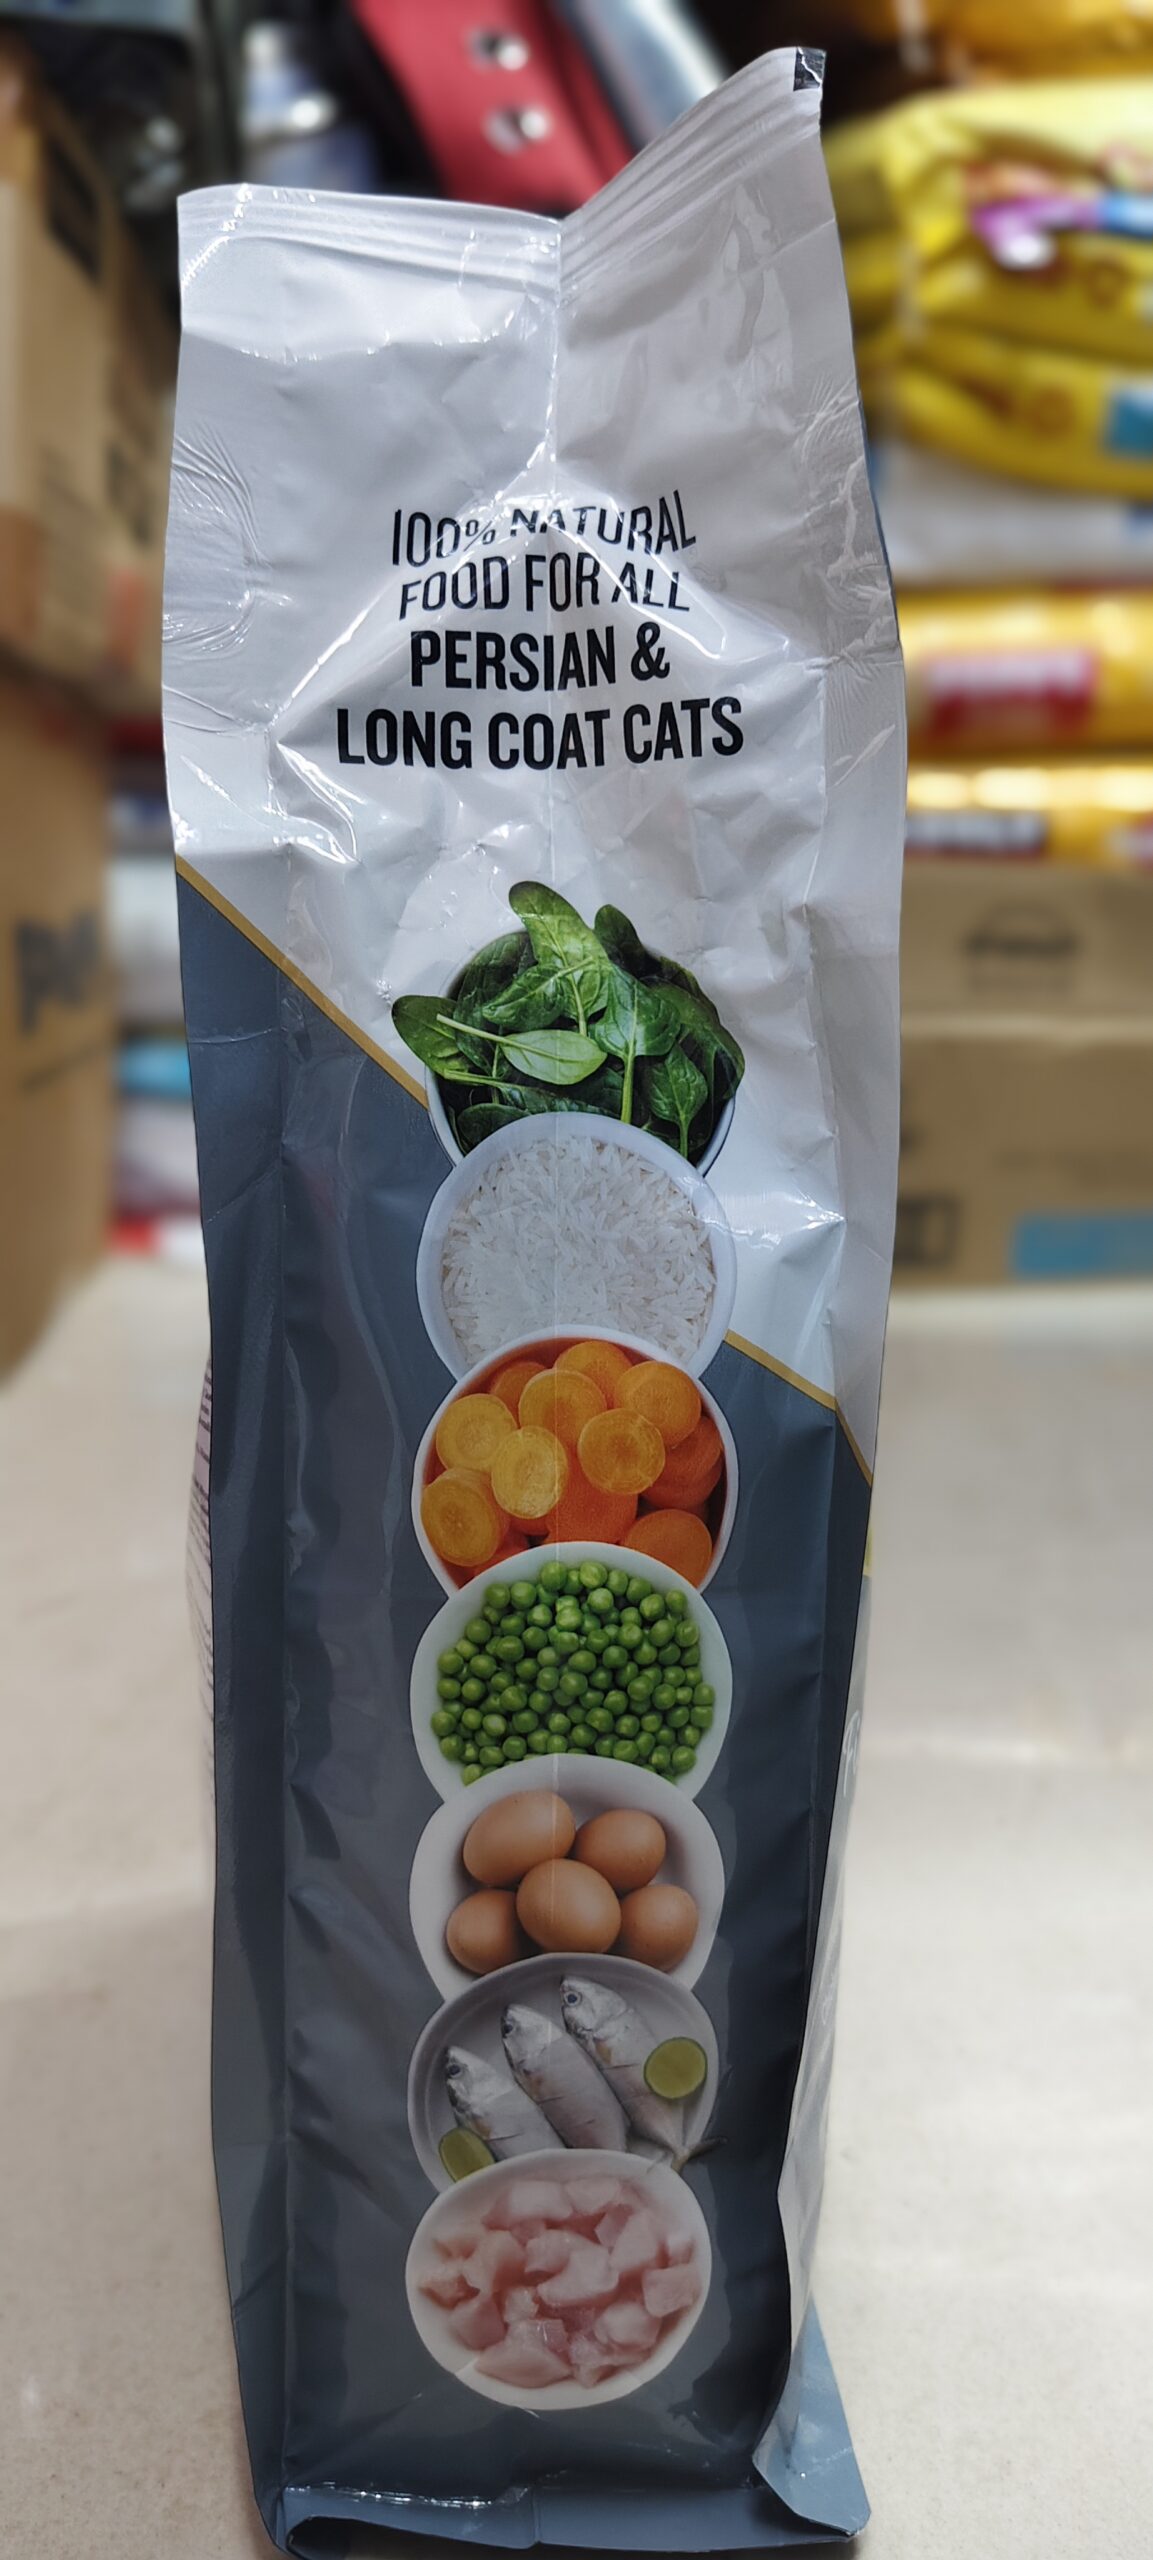 100% NATURAL
FOOD FOR ALL
PERSIAN &
LONG COAT CATS